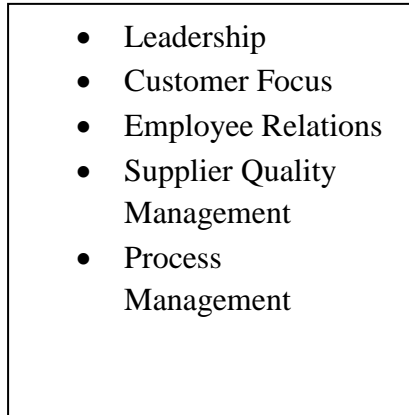 • Leadership
• Customer Focus
• Employee Relations
• Supplier Quality
Management
• Process
Management